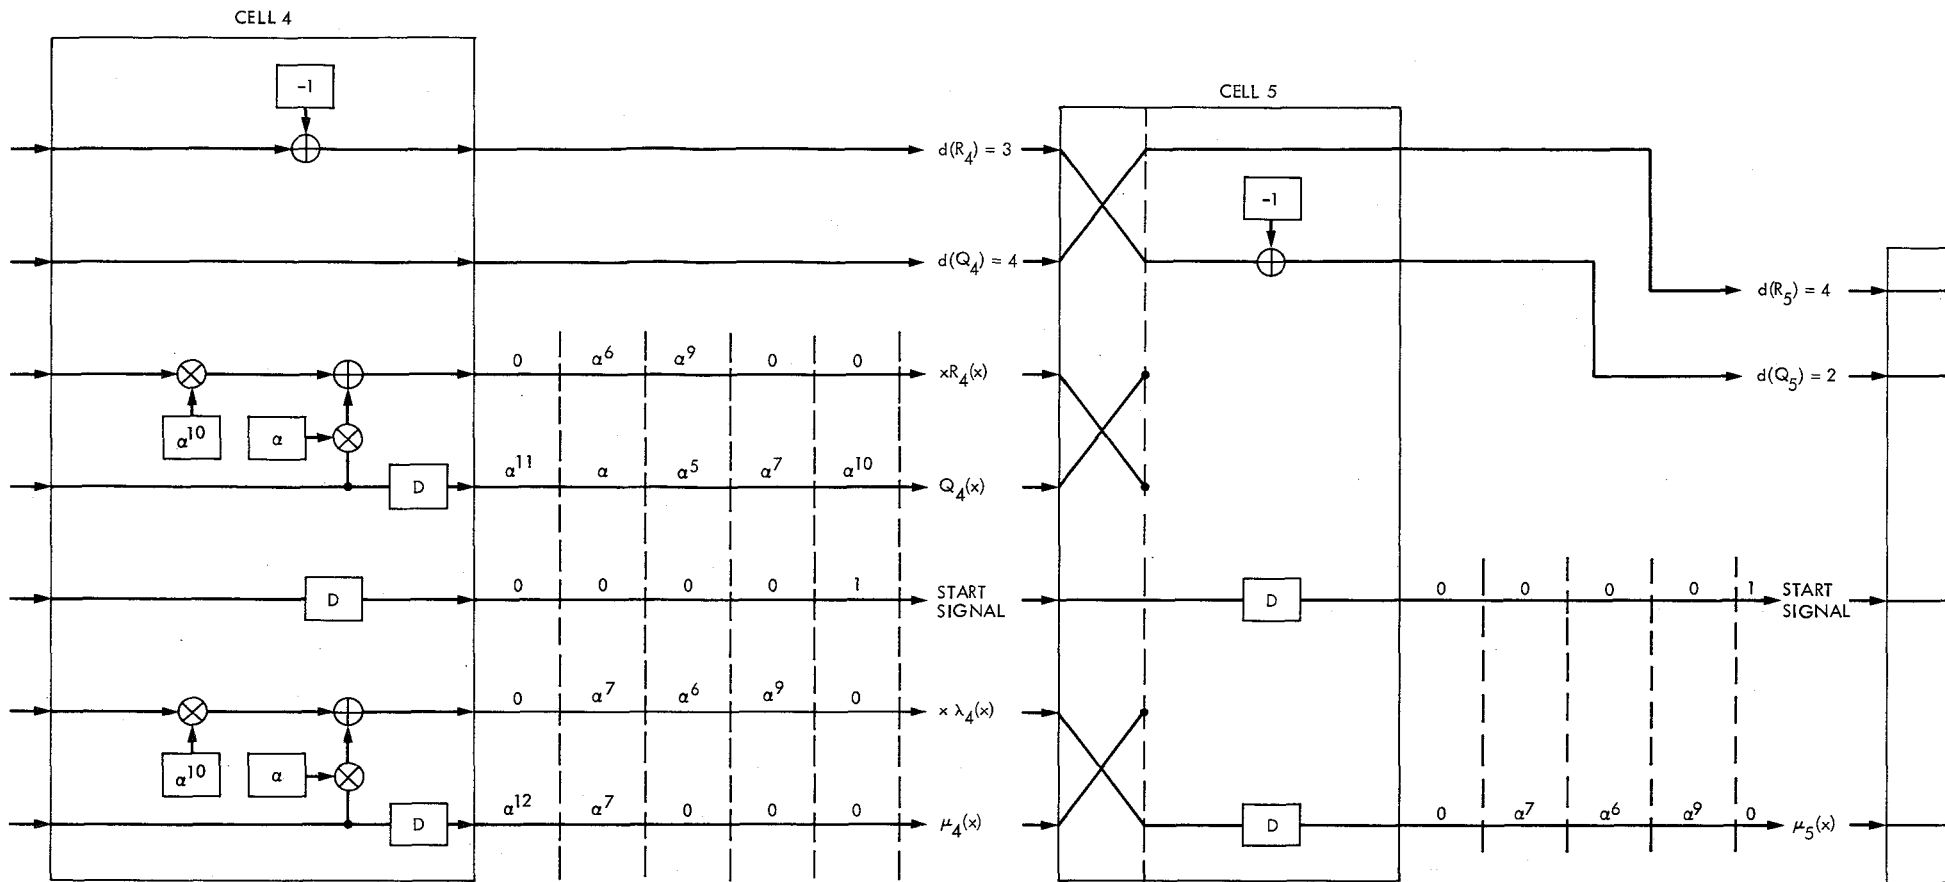 CELL 4
-1
CELL 5
d(R₄) = 3
-1
d(Q₄) = 4
d(R₅) = 4
0 α⁶ α⁹ 0 0
xR₄(x)
d(Q₅) = 2
α¹⁰ α
D
α¹¹ α α⁵ α⁷ α¹⁰
Q₄(x)
D
0 0 0 0 1
START
SIGNAL
D
0 0 0 0 1
START
SIGNAL
0 α⁷ α⁶ α⁹ 0
x λ₄(x)
α¹⁰ α
D
α¹² α⁷ 0 0 0
μ₄(x)
D
0 α⁷ α⁶ α⁹ 0
μ₅(x)